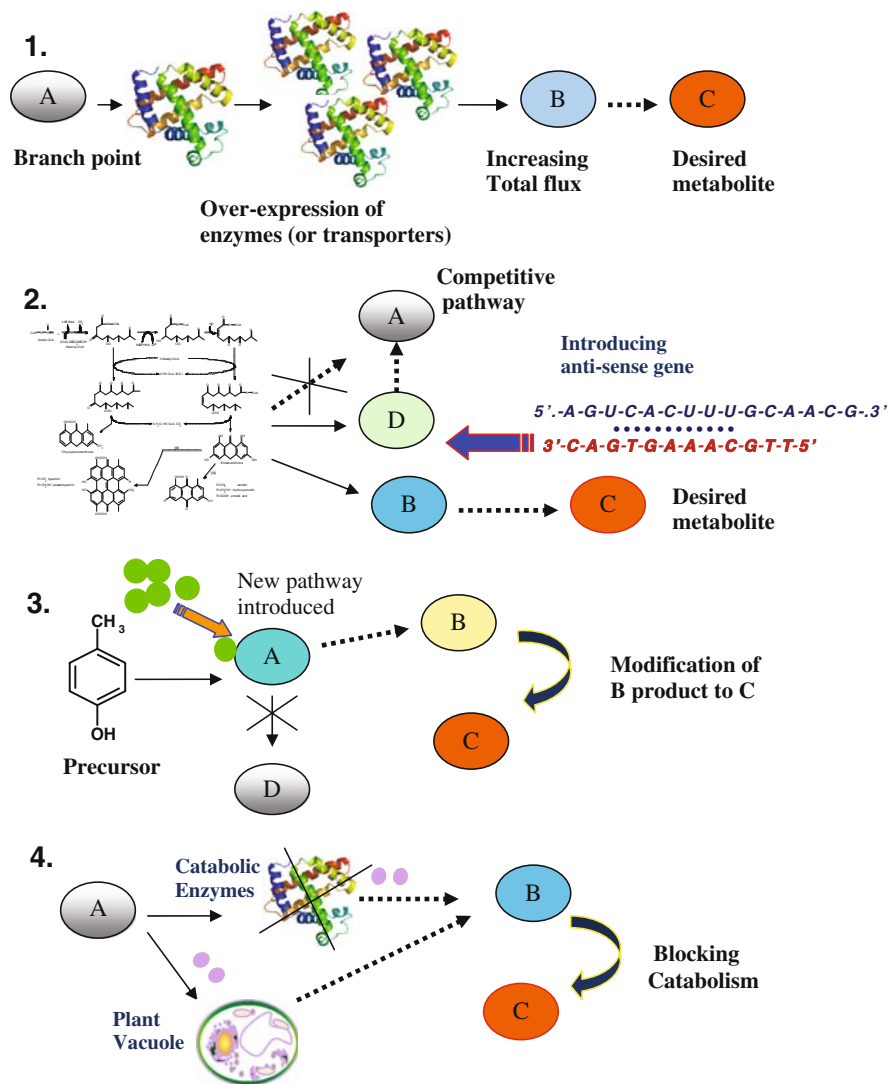 1.
A
B
C
Branch point
Increasing
Total flux
Desired
metabolite
Over-expression of
enzymes (or transporters)
2.
Competitive
pathway
A
Introducing
anti-sense gene
5’.-A-G-U-C-A-C-U-U-U-G-C-A-A-C-G-.3’
D
3’-C-A-G-T-G-A-A-A-C-G-T-T-5’
B
C
Desired
metabolite
3.
New pathway
introduced
CH3
A
B
Modification of
B product to C
OH
Precursor
C
D
4.
Catabolic
Enzymes
A
B
Blocking
Catabolism
C
Plant
Vacuole